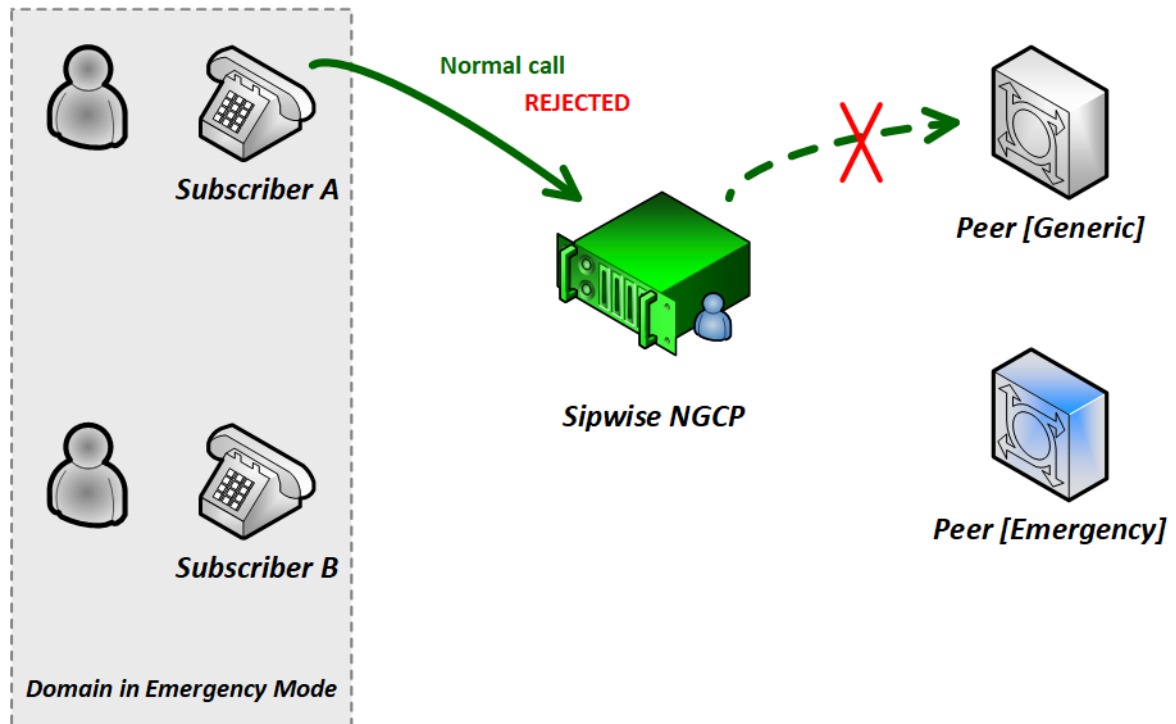 Normal call
REJECTED
Subscriber A
Peer [Generic]
Sipwise NGCP
Peer [Emergency]
Subscriber B
Domain in Emergency Mode